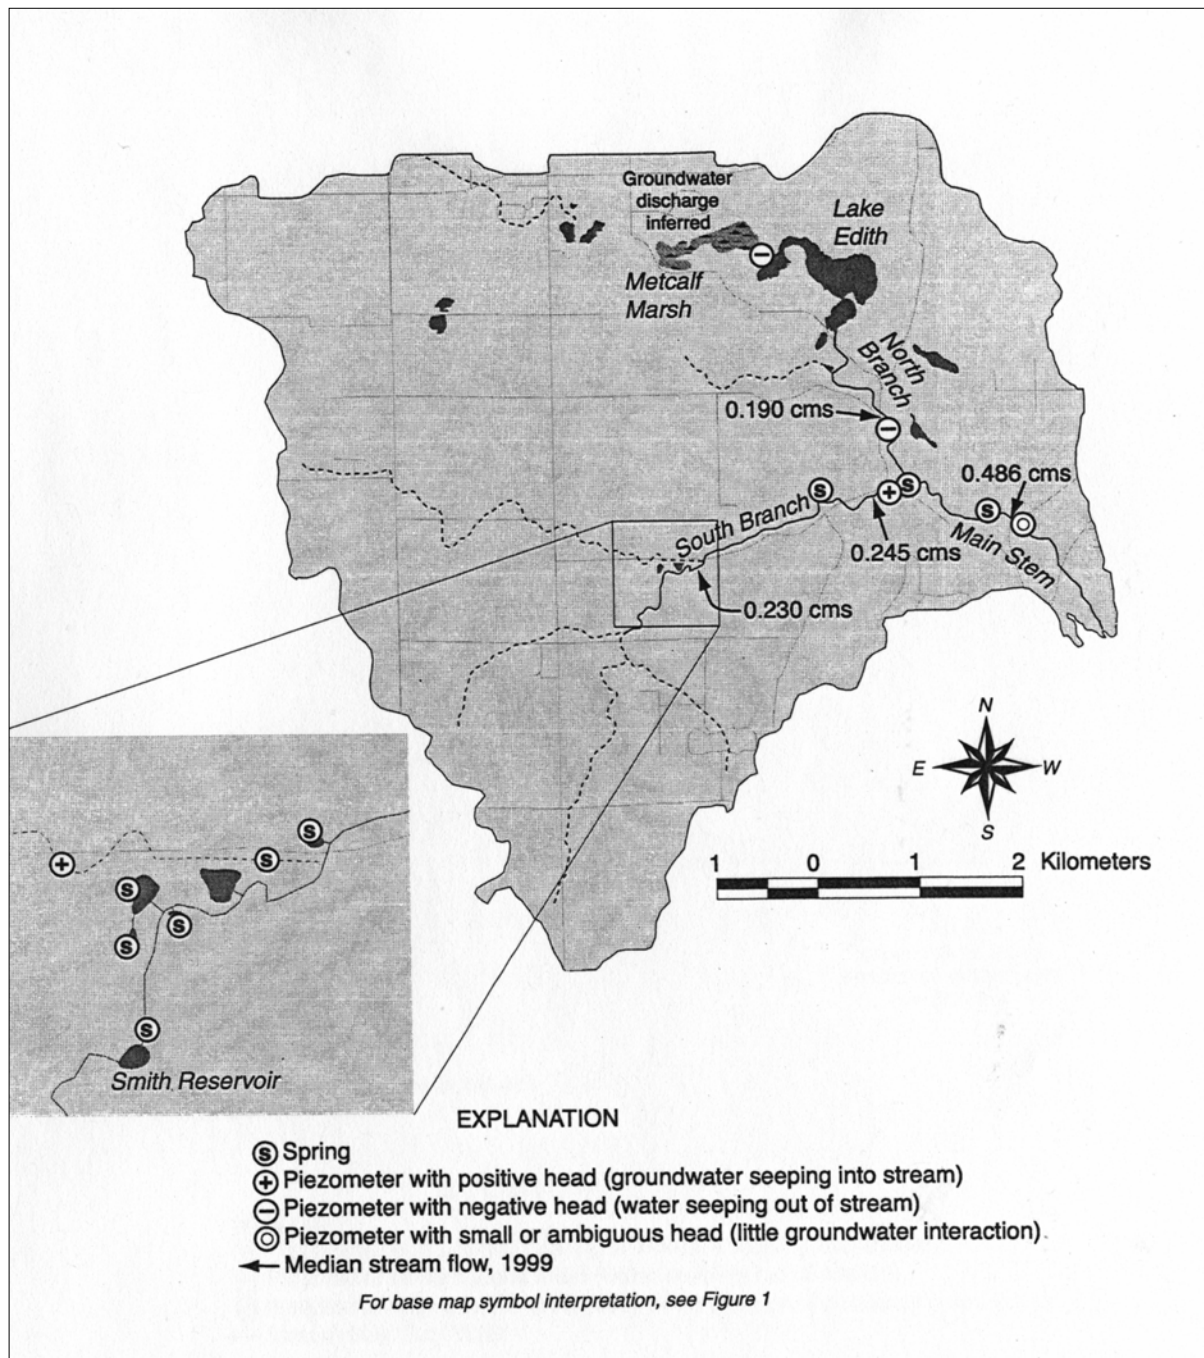 Groundwater
discharge
inferred
Lake
Edith
Metcalf
Marsh
North
Branch
0.190 cms
0.486 cms
S
S
S
South Branch
Main Stem
0.245 cms
0.230 cms
N
E
W
S
1 0 1 2 Kilometers
S
S
S
S
S
S
Smith Reservoir
EXPLANATION
S Spring
+ Piezometer with positive head (groundwater seeping into stream)
− Piezometer with negative head (water seeping out of stream)
◎ Piezometer with small or ambiguous head (little groundwater interaction)
Median stream flow, 1999
For base map symbol interpretation, see Figure 1